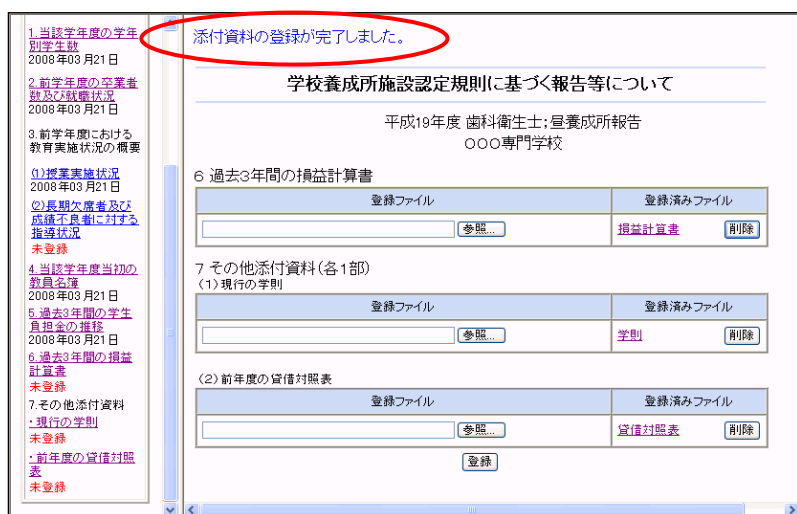 1.当該学年度の学年
別学生数
2008年03月21日
2.前学年度の卒業者
数及び就職状況
2008年03月21日
3.前学年度における
教育実施状況の概要
(1)授業実施状況
2008年03月21日
(2)長期欠席者及び
成績不良者に対する
指導状況
未登録
4.当該学年度当初の
教員名簿
2008年03月21日
5.過去3年間の学生
負担金の推移
2008年03月21日
6.過去3年間の損益
計算書
未登録
7.その他添付資料
・現行の学則
未登録
・前年度の貸借対照
表
未登録
添付資料の登録が完了しました。
学校養成所施設認定規則に基づく報告等について
平成19年度 歯科衛生士;昼養成所報告
○○○専門学校
6 過去3年間の損益計算書
登録ファイル 登録済みファイル
参照... 損益計算書 削除
7 その他添付資料(各1部)
(1)現行の学則
登録ファイル 登録済みファイル
参照... 学則 削除
(2)前年度の貸借対照表
登録ファイル 登録済みファイル
参照... 貸借対照表 削除
登録